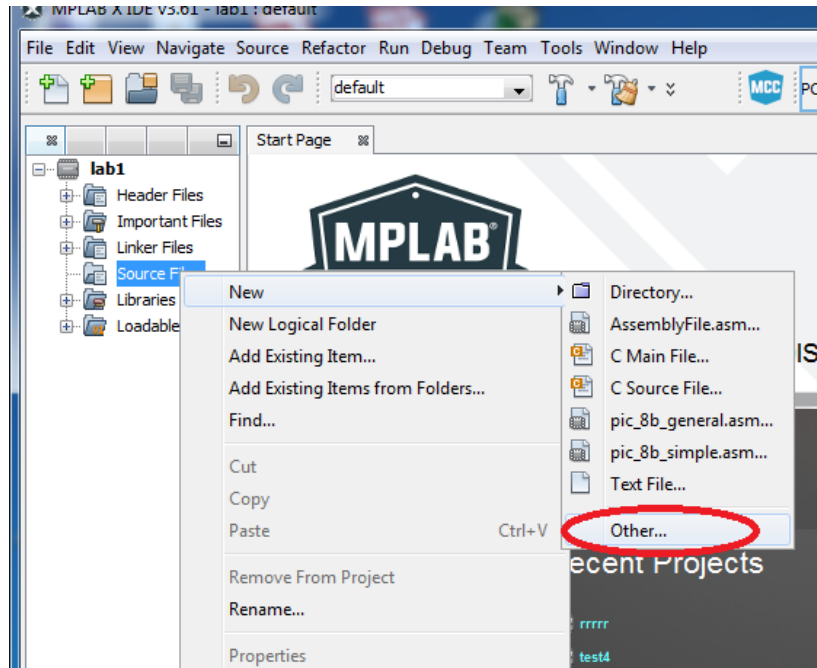 MPLAB X IDE v3.61 - lab1 : default
File Edit View Navigate Source Refactor Run Debug Team Tools Window Help
default
MCC
PC
Start Page
lab1
Header Files
Important Files
Linker Files
Source Fi
Libraries
Loadable
MPLAB®
IS
New
New Logical Folder
Add Existing Item...
Add Existing Items from Folders...
Find...
Cut
Copy
Paste Ctrl+V
Remove From Project
Rename...
Properties
Directory...
AssemblyFile.asm...
C Main File...
C Source File...
pic_8b_general.asm...
pic_8b_simple.asm...
Text File...
Other...
ecent Projects
rrrrr
test4